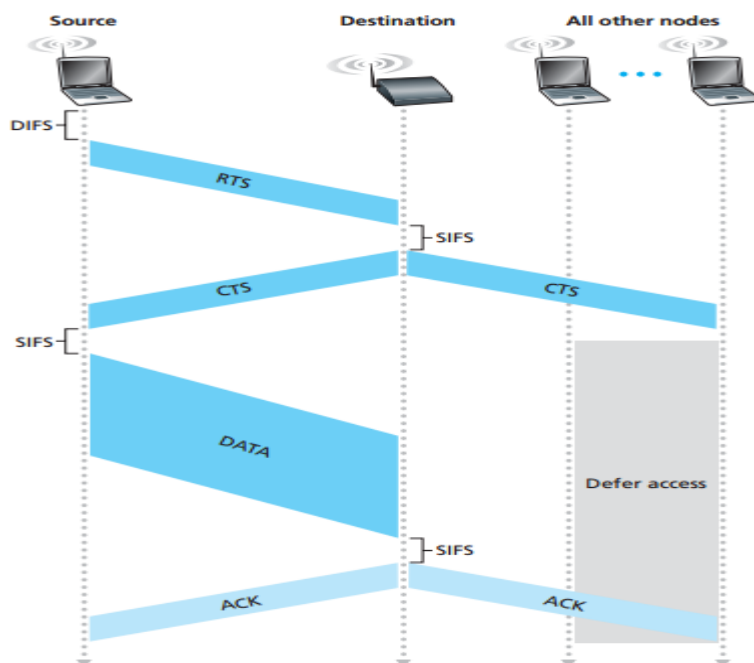 Source Destination All other nodes
DIFS
RTS
SIFS
CTS CTS
SIFS
DATA
Defer access
SIFS
ACK ACK